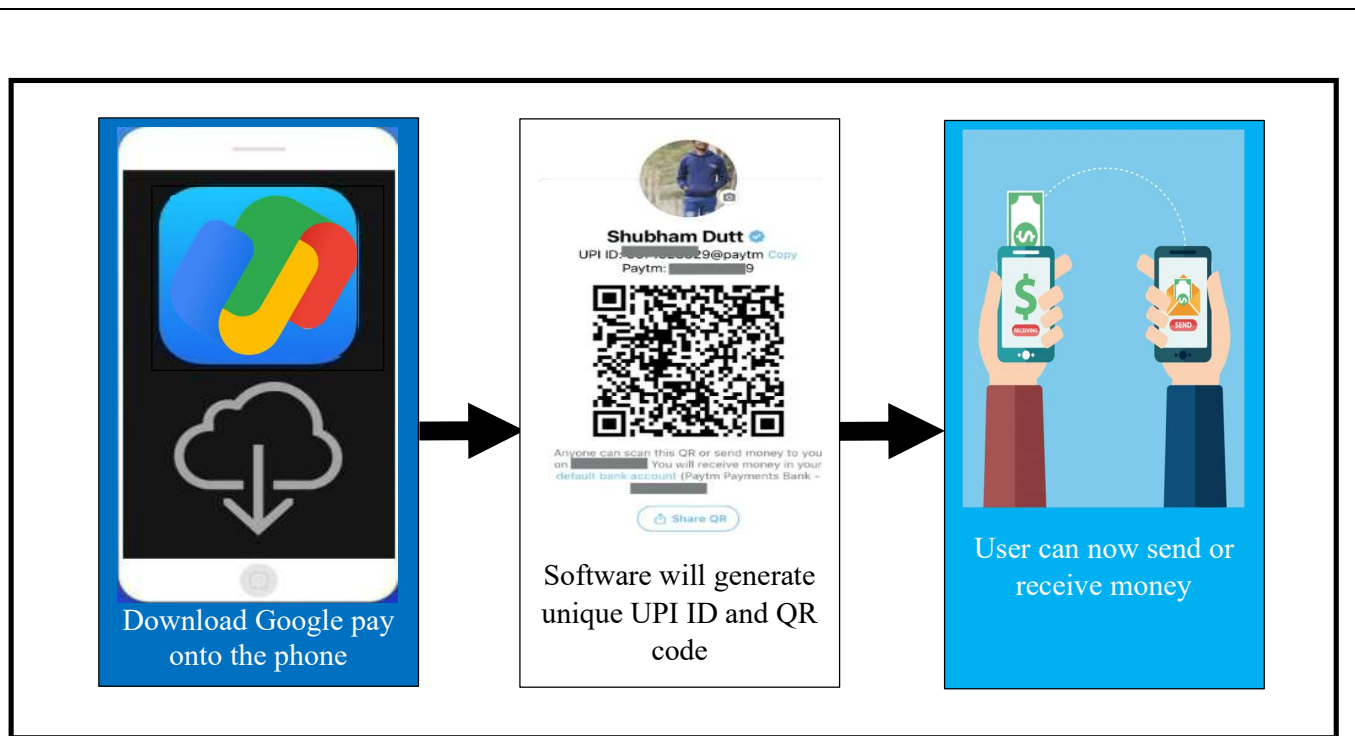 Download Google pay
onto the phone
Shubham Dutt
UPI ID: 29@paytm Copy
Paytm: 9
Anyone can scan this QR or send money to you
on You will receive money in your
default bank account (Paytm Payments Bank -
Share QR
Software will generate
unique UPI ID and QR
code
$
RECEIVING
SEND
User can now send or
receive money